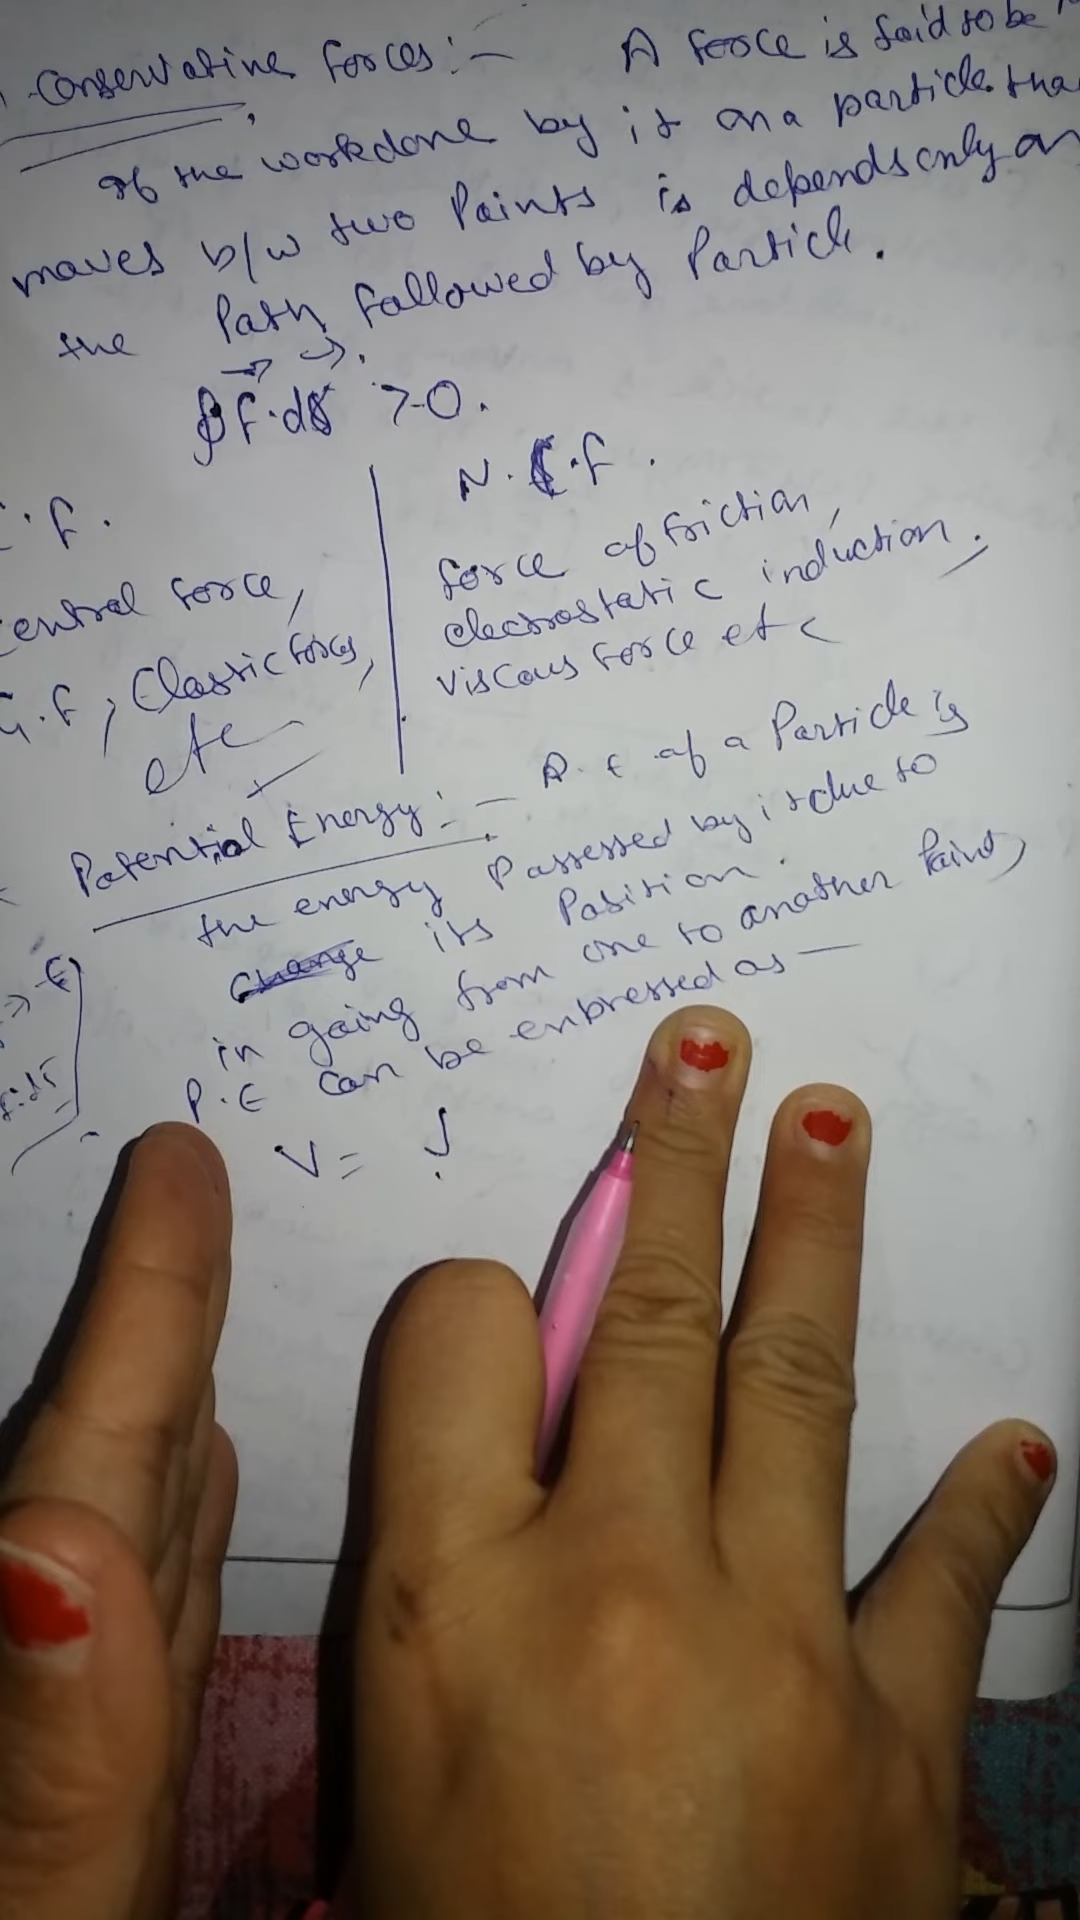 Conservative forces :- A force is said to be
If the workdone by it on a particle that
moves b/w two Points is depends only on
the Path followed by Particle.
∮ F⃗.ds⃗ > 0.
C.F. | N.C.F.
Central force, | force of friction,
G.F, Elastic forces, | electrostatic induction.
etc | viscous force etc
Potential Energy :- P.E of a Particle is
the energy Possessed by it due to
its Position.
in going from one to another Point,
P.E can be expressed as —
V = ∫